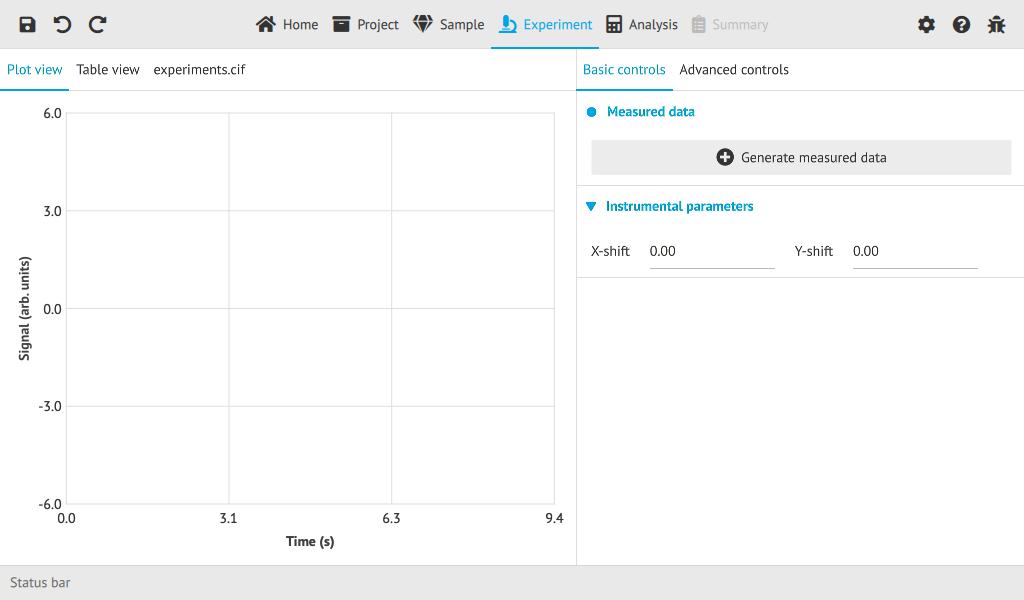 Home Project Sample Experiment Analysis Summary
Plot view Table view experiments.cif
Basic controls Advanced controls
6.0
3.0
0.0
-3.0
-6.0
Signal (arb. units)
0.0 3.1 6.3 9.4
Time (s)
Measured data
Generate measured data
Instrumental parameters
X-shift 0.00 Y-shift 0.00
Status bar